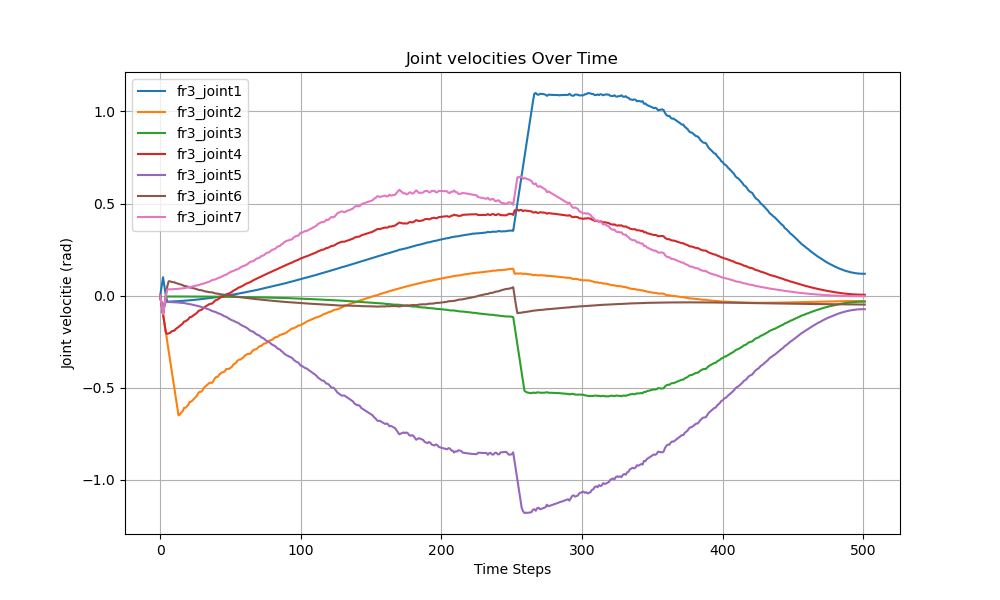 Joint velocities Over Time
fr3_joint1
fr3_joint2
fr3_joint3
fr3_joint4
fr3_joint5
fr3_joint6
fr3_joint7
1.0
0.5
0.0
−0.5
−1.0
Joint velocitie (rad)
0 100 200 300 400 500
Time Steps